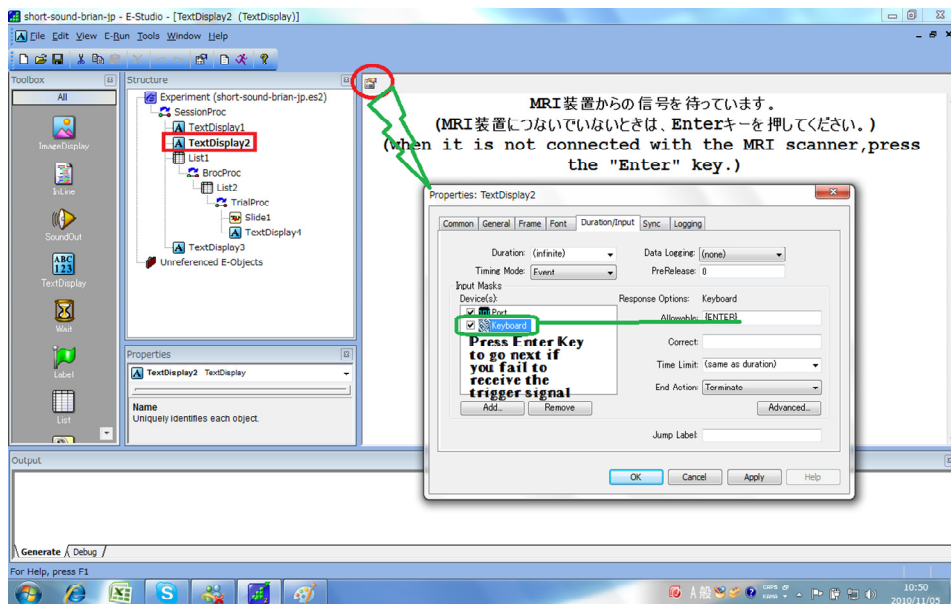 short-sound-brian-jp - E-Studio - [TextDisplay2 (TextDisplay)]
File Edit View E-Run Tools Window Help
Toolbox
All
ImageDisplay
InLine
SoundOut
ABC
123
TextDisplay
Wait
Label
List
Structure
Experiment (short-sound-brian-jp.es2)
SessionProc
TextDisplay1
TextDisplay2
List1
BrocProc
List2
TrialProc
Slide1
TextDisplay4
TextDisplay3
Unreferenced E-Objects
Properties
TextDisplay2 TextDisplay
Name
Uniquely identifies each object.
MRI装置からの信号を待っています。
(MRI装置につないでいないときは、Enterキーを押してください。)
(when it is not connected with the MRI scanner,press
the "Enter" key.)
Properties: TextDisplay2
Common General Frame Font Duration/Input Sync Logging
Duration: (infinite)
Data Logging: (none)
Timing Mode: Event
PreRelease: 0
Input Masks
Device(s):
Response Options: Keyboard
Port
Keyboard
Allowable: {ENTER}
Press Enter Key
to go next if
you fail to
receive the
trigger signal
Correct:
Time Limit: (same as duration)
End Action: Terminate
Add... Remove
Advanced...
Jump Label:
OK Cancel Apply Help
Output
Generate Debug
For Help, press F1
A 般
CAPS
KANA
10:50
2010/11/05